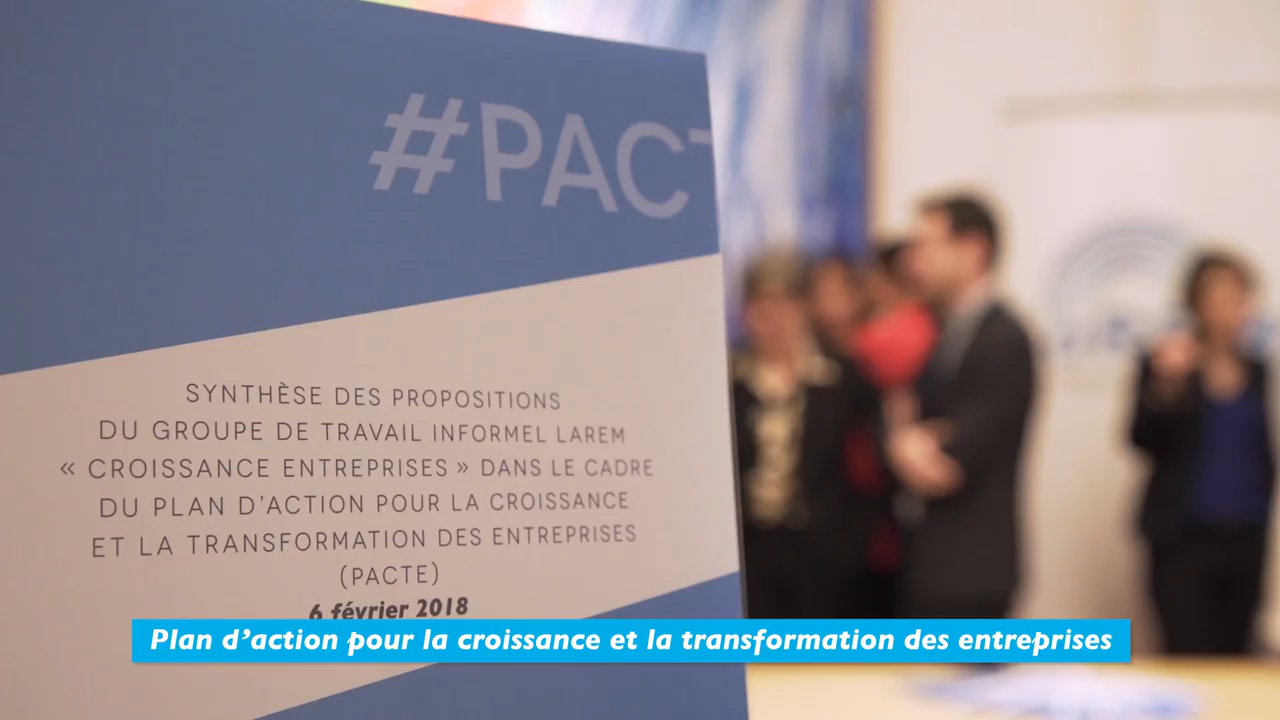 #PACT
SYNTHÈSE DES PROPOSITIONS
DU GROUPE DE TRAVAIL INFORMEL LAREM
« CROISSANCE ENTREPRISES » DANS LE CADRE
DU PLAN D’ACTION POUR LA CROISSANCE
ET LA TRANSFORMATION DES ENTREPRISES
(PACTE)
6 février 2018
Plan d’action pour la croissance et la transformation des entreprises